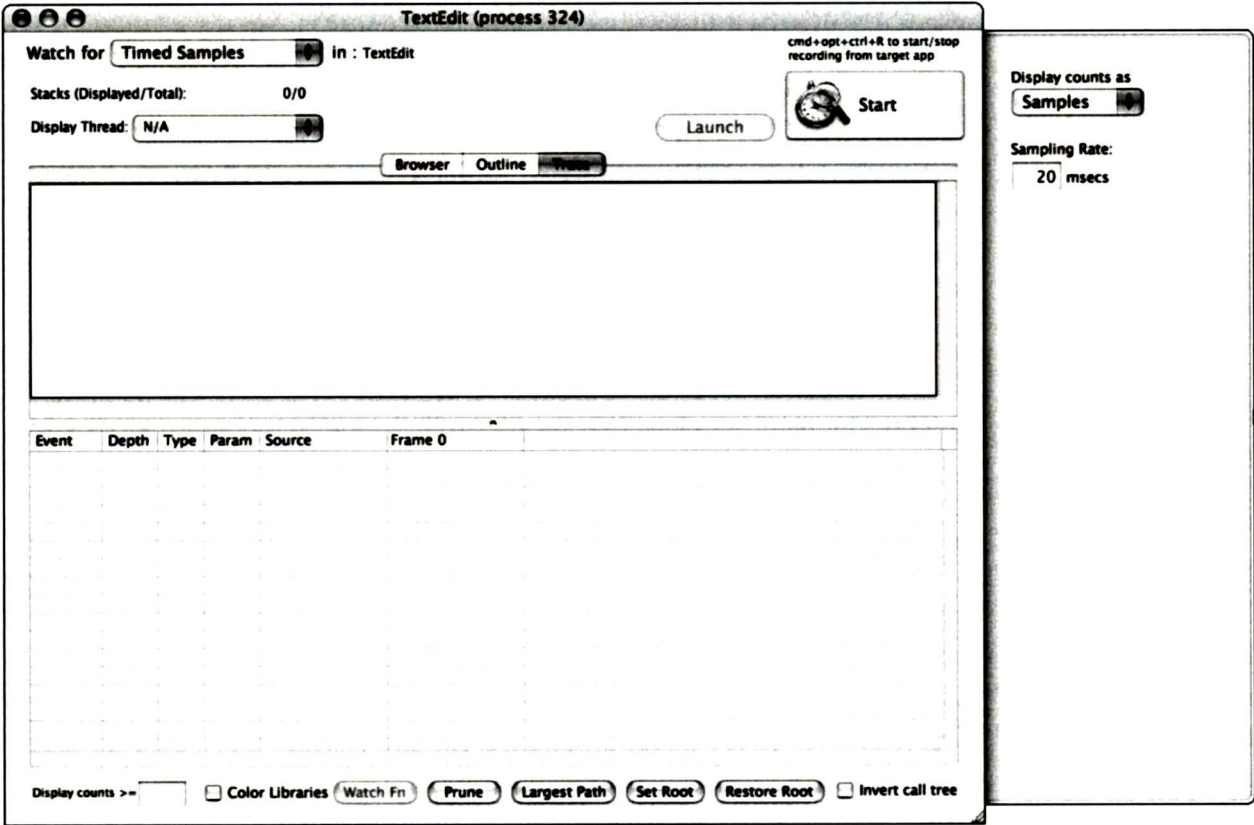 TextEdit (process 324)
Watch for Timed Samples in : TextEdit
cmd+opt+ctrl+R to start/stop
recording from target app
Stacks (Displayed/Total): 0/0
Start
Display Thread: N/A
Launch
Browser Outline Trace
Event Depth Type Param Source Frame 0
Display counts >= Color Libraries Watch Fn Prune Largest Path Set Root Restore Root Invert call tree
Display counts as
Samples
Sampling Rate:
20 msecs